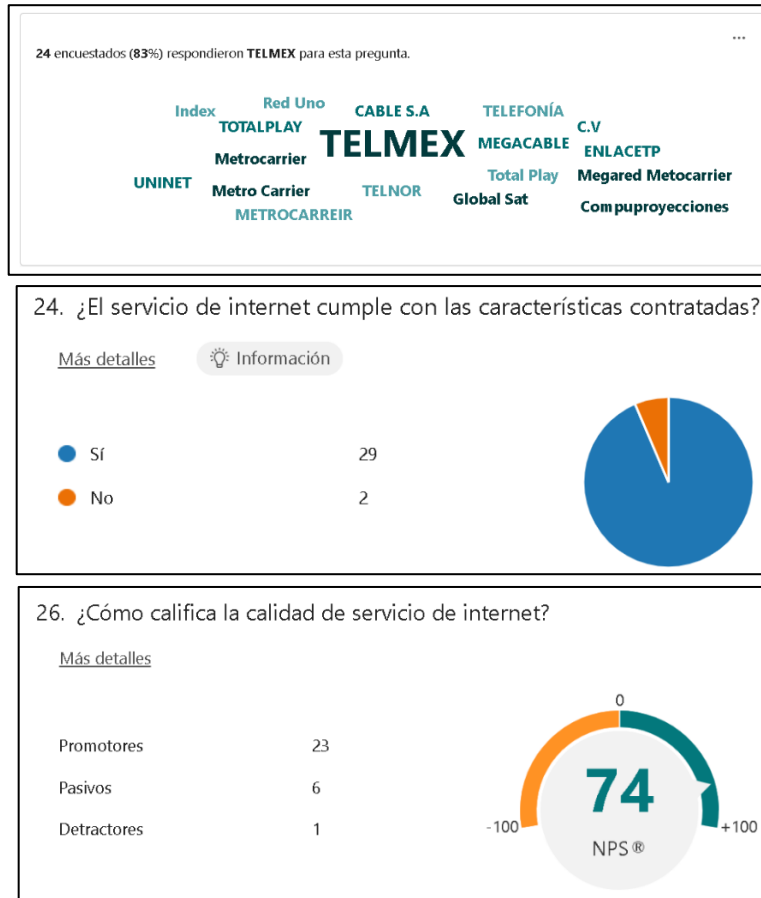 ...
24 encuestados (83%) respondieron TELMEX para esta pregunta.
Index Red Uno CABLE S.A TELEFONÍA
TOTALPLAY TELMEX MEGACABLE C.V
Metrocarrier ENLACETP
UNINET Metro Carrier TELNOR Total Play Megared Metocarrier
METROCARREIR Global Sat Compuproyecciones
24. ¿El servicio de internet cumple con las características contratadas?
Más detalles Información
Sí 29
No 2
26. ¿Cómo califica la calidad de servicio de internet?
Más detalles
0
Promotores 23
Pasivos 6
74
Detractores 1
-100 +100
NPS®